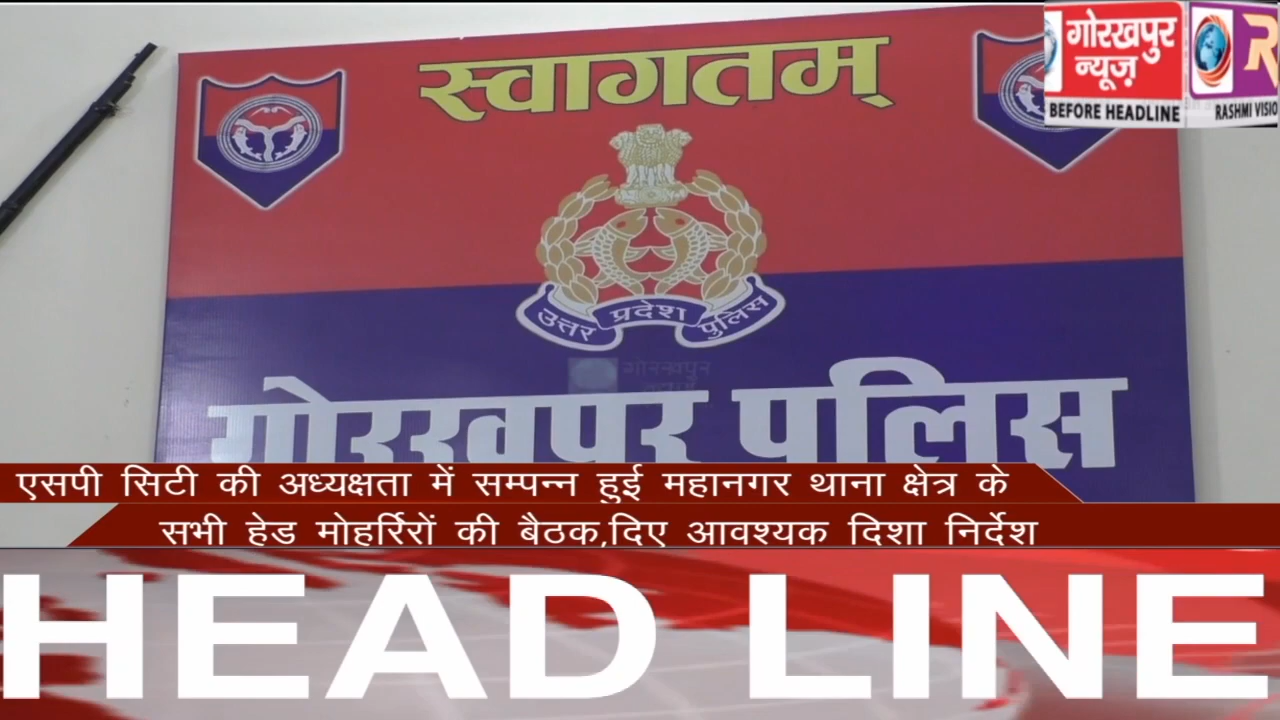 स्वागतम्
गोरखपुर
न्यूज़
BEFORE HEADLINE
R
RASHMI VISIO
उत्तर प्रदेश पुलिस
गोरखपुर
गोरखपुर पुलिस
एसपी सिटी की अध्यक्षता में सम्पन्न हुई महानगर थाना क्षेत्र के
सभी हेड मोहर्रिरों की बैठक,दिए आवश्यक दिशा निर्देश
HEAD LINE